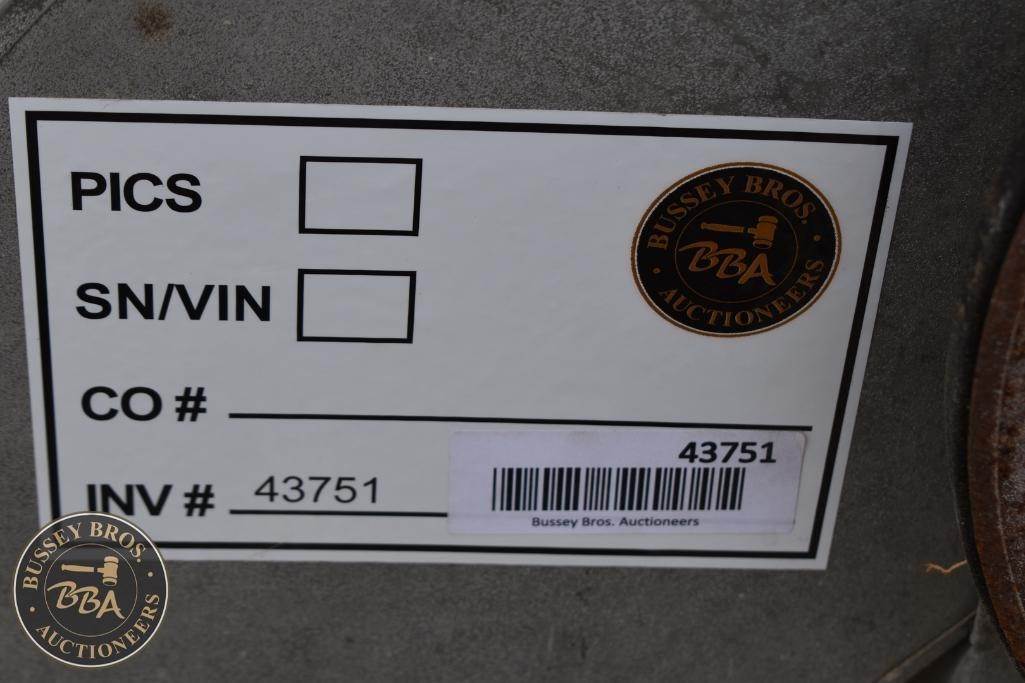 PICS
BUSSEY BROS.
BBA
AUCTIONEERS
SN/VIN
CO #
INV # 43751
43751
Bussey Bros. Auctioneers
BUSSEY BROS.
BBA
AUCTIONEERS